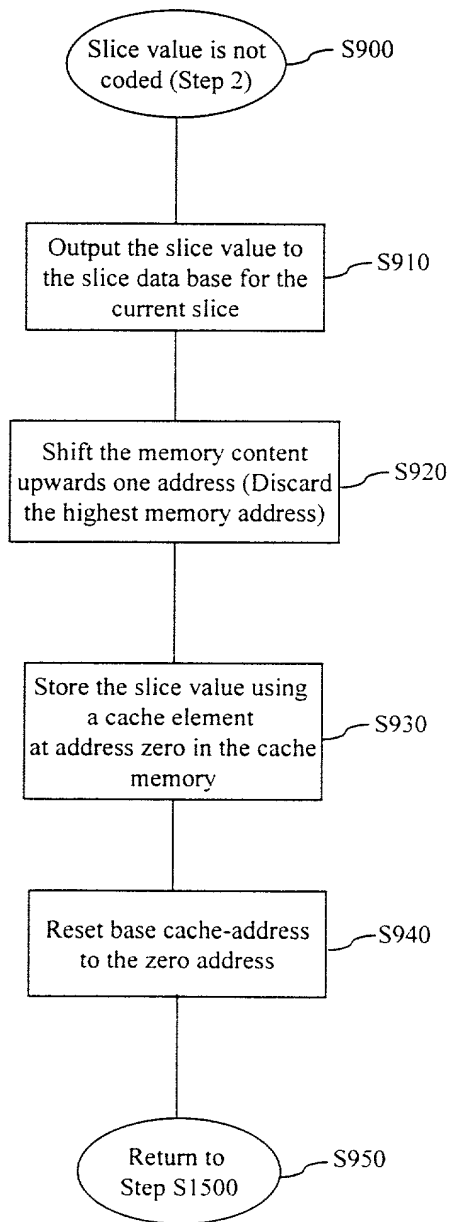 Slice value is not
coded (Step 2)
S900
Output the slice value to
the slice data base for the
current slice
S910
Shift the memory content
upwards one address (Discard
the highest memory address)
S920
Store the slice value using
a cache element
at address zero in the cache
memory
S930
Reset base cache-address
to the zero address
S940
Return to
Step S1500
S950